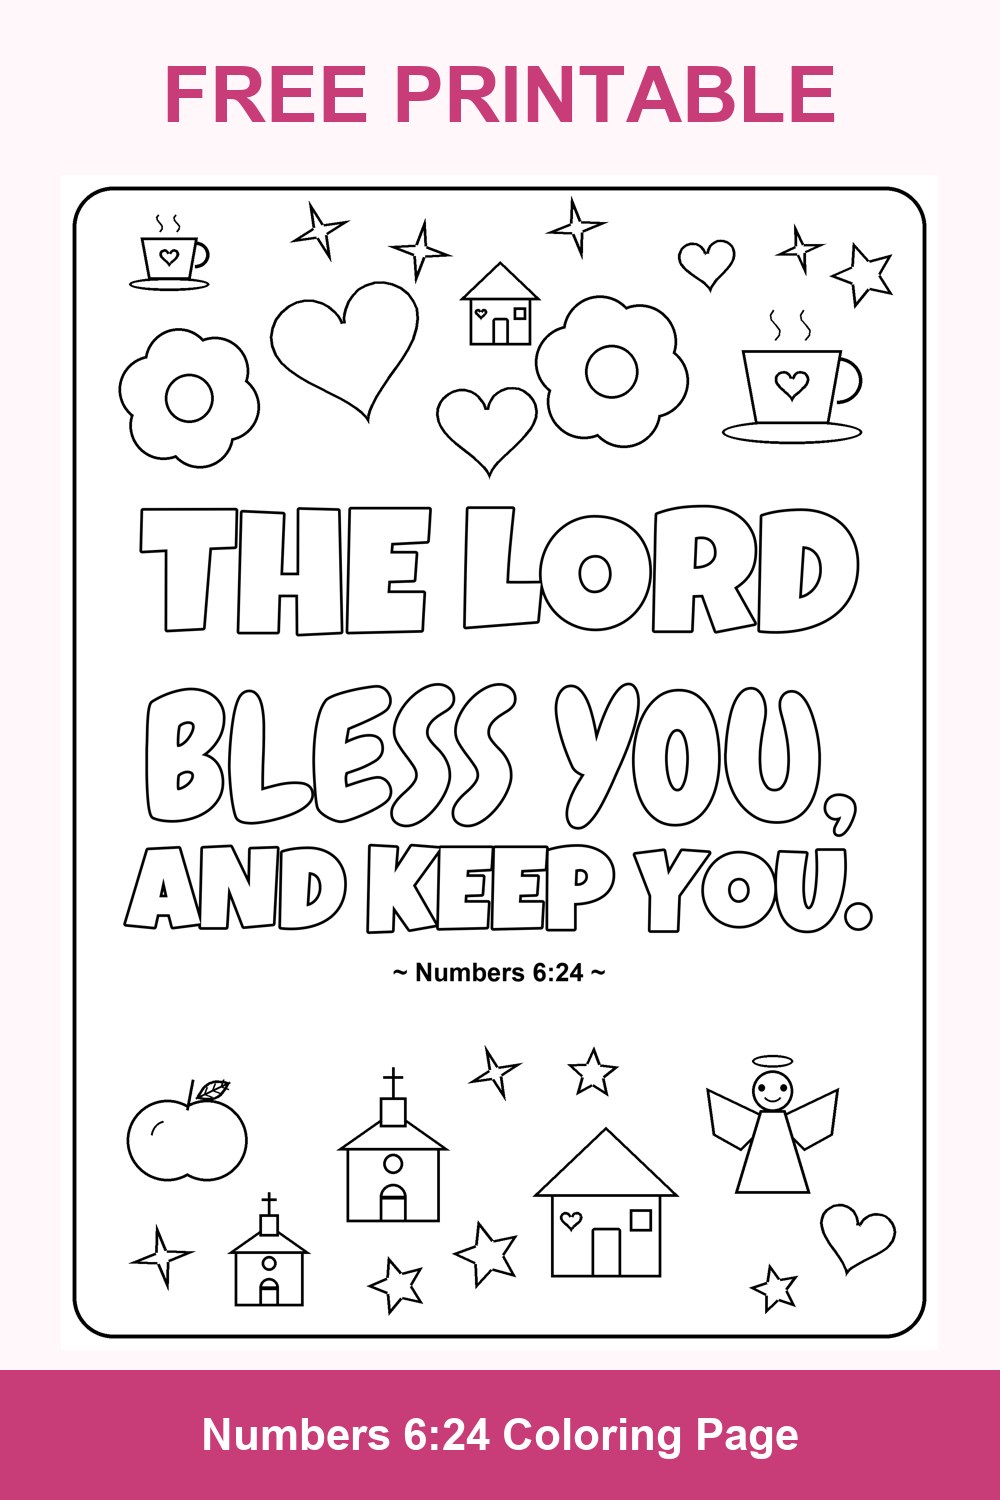 FREE PRINTABLE
THE LORD
BLESS YOU,
AND KEEP YOU.
~ Numbers 6:24 ~
Numbers 6:24 Coloring Page